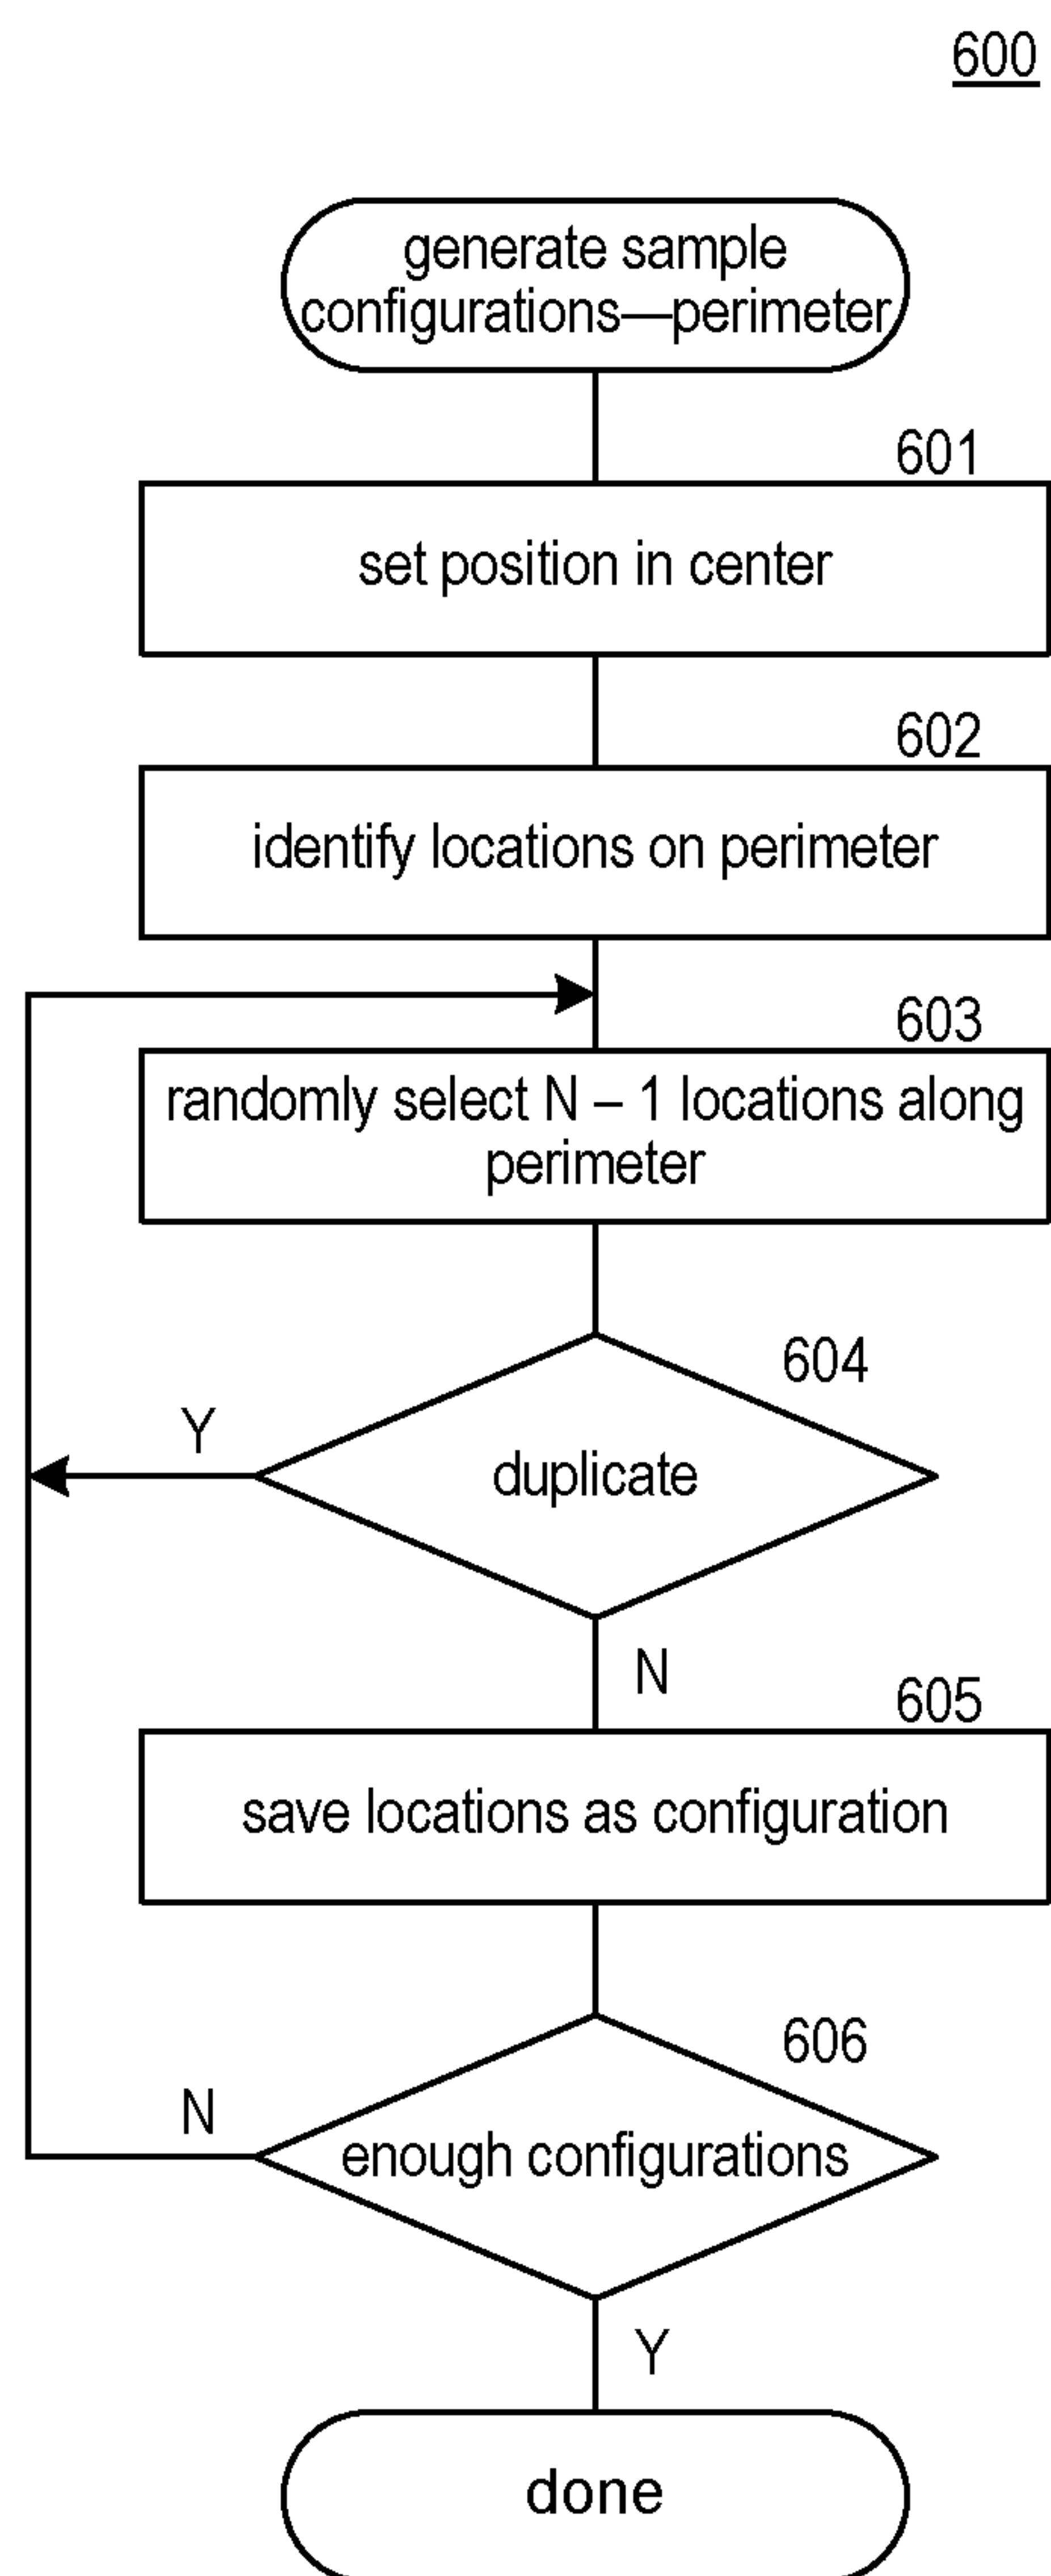 600
generate sample
configurations—perimeter
601
set position in center
602
identify locations on perimeter
603
randomly select N – 1 locations along
perimeter
604
Y
duplicate
N
605
save locations as configuration
606
N
enough configurations
Y
done